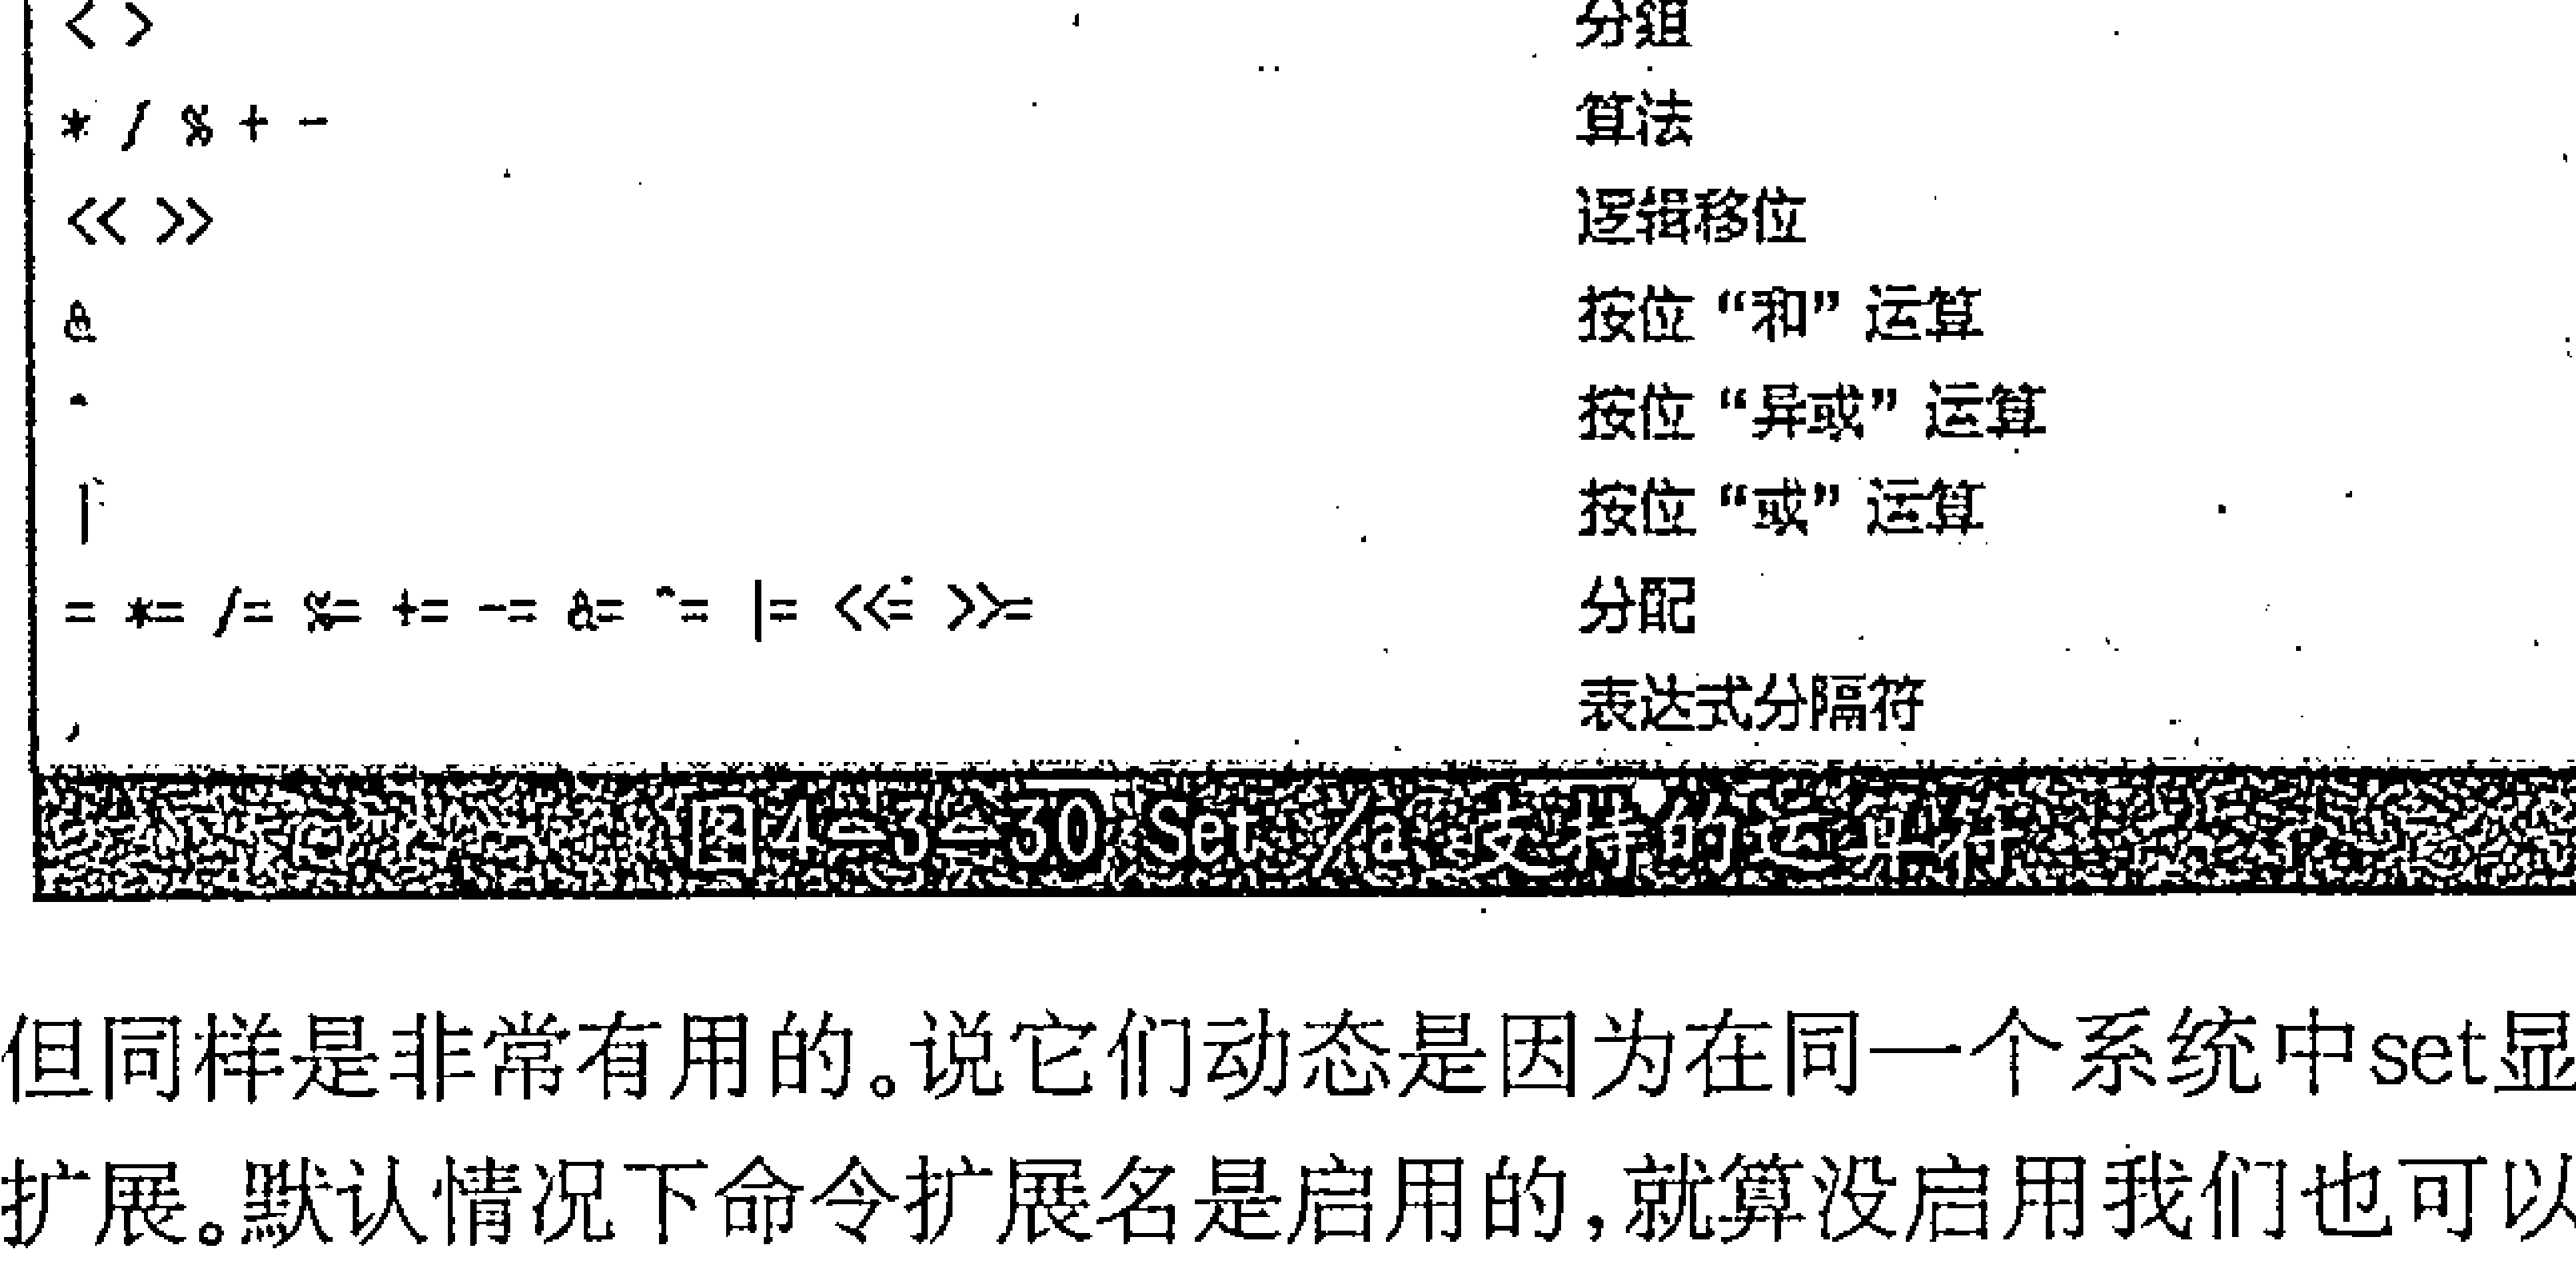 < > 分组
* / % + - 算法
<< >> 逻辑移位
& 按位“和”运算
^ 按位“异或”运算
| 按位“或”运算
= *= /= %= += -= &= ^= |= <<= >>= 分配
, 表达式分隔符
图4-3-30 Set /a 支持的运算符
但同样是非常有用的。说它们动态是因为在同一个系统中set显
扩展。默认情况下命令扩展名是启用的,就算没启用我们也可以